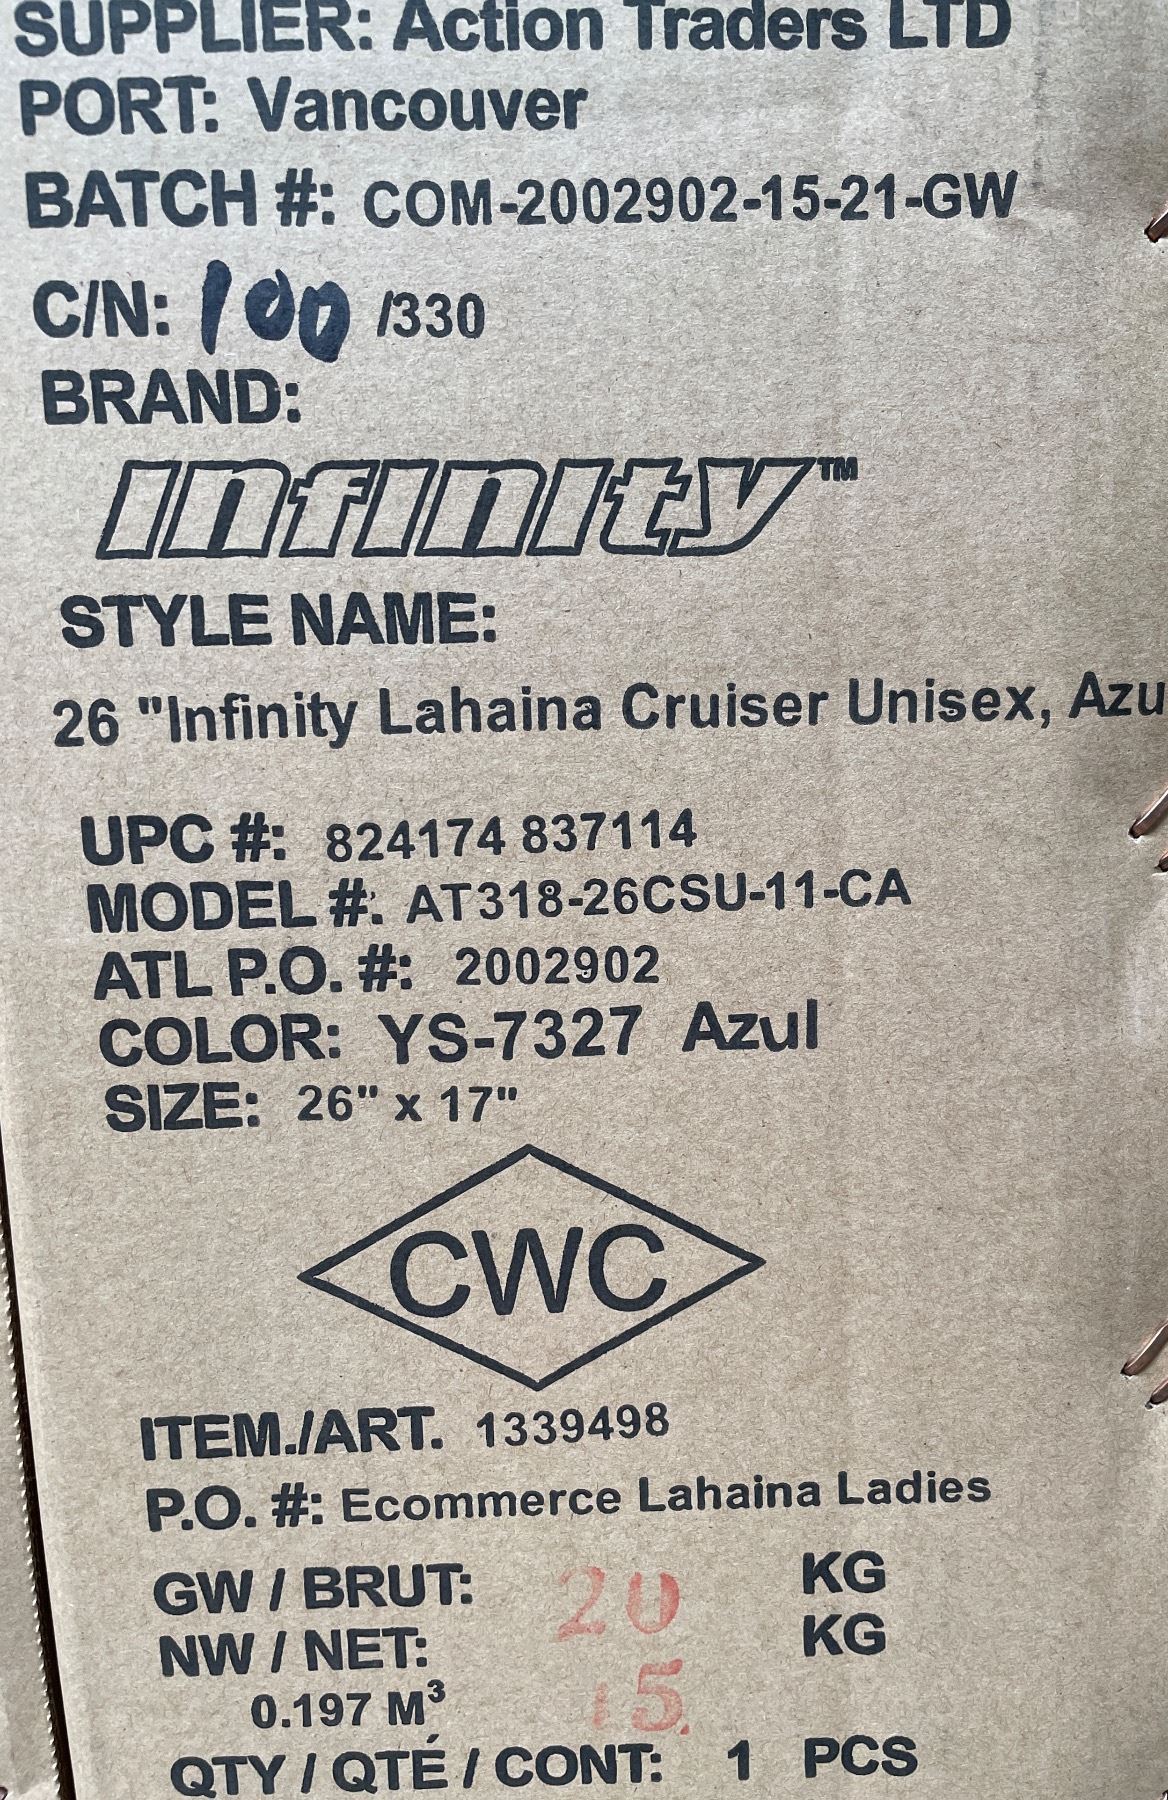 SUPPLIER: Action Traders LTD
PORT: Vancouver
BATCH #: COM-2002902-15-21-GW
C/N: 100 /330
BRAND:
Infinity™
STYLE NAME:
26 "Infinity Lahaina Cruiser Unisex, Azu
UPC #: 824174 837114
MODEL #: AT318-26CSU-11-CA
ATL P.O. #: 2002902
COLOR: YS-7327 Azul
SIZE: 26" x 17"
CWC
ITEM./ART. 1339498
P.O. #: Ecommerce Lahaina Ladies
GW / BRUT: 20 KG
NW / NET: 15. KG
0.197 M³
QTY / QTÉ / CONT: 1 PCS